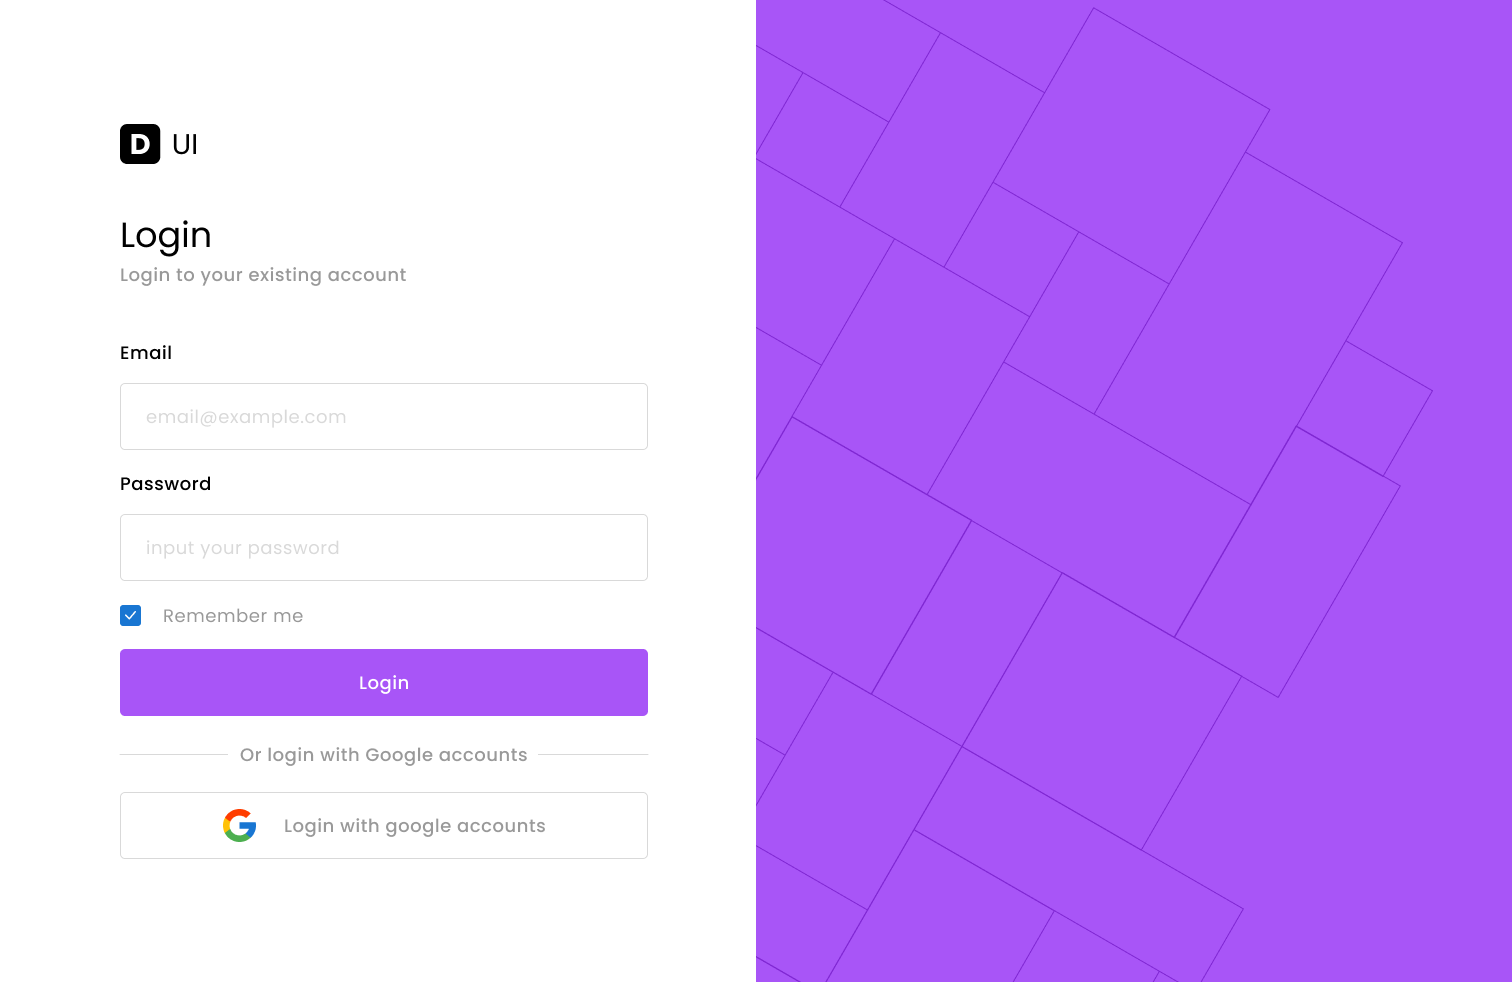 D UI
Login
Login to your existing account
Email
email@example.com
Password
input your password
Remember me
Login
Or login with Google accounts
Login with google accounts